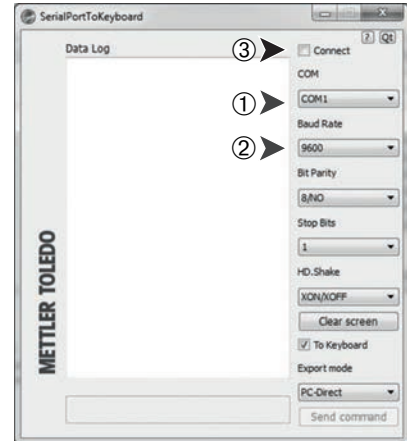 SerialPortToKeyboard
? Qt
Data Log
③ Connect
COM
① COM1
Baud Rate
② 9600
Bit Parity
8/NO
Stop Bits
1
HD.Shake
XON/XOFF
Clear screen
To Keyboard
Export mode
PC-Direct
Send command
METTLER TOLEDO